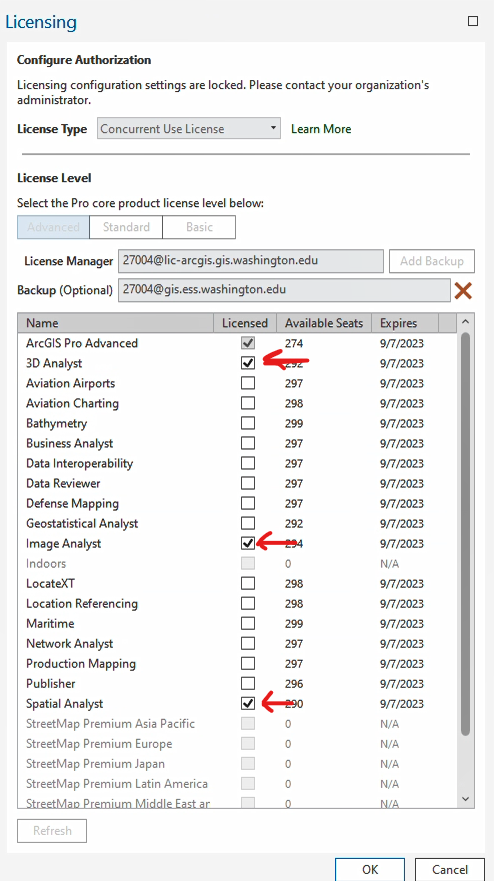 Licensing
Configure Authorization
Licensing configuration settings are locked. Please contact your organization's
administrator.
License Type Concurrent Use License Learn More
License Level
Select the Pro core product license level below:
Advanced Standard Basic
License Manager 27004@lic-arcgis.gis.washington.edu Add Backup
Backup (Optional) 27004@gis.ess.washington.edu
Name Licensed Available Seats Expires
ArcGIS Pro Advanced 274 9/7/2023
3D Analyst 292 9/7/2023
Aviation Airports 297 9/7/2023
Aviation Charting 298 9/7/2023
Bathymetry 299 9/7/2023
Business Analyst 297 9/7/2023
Data Interoperability 297 9/7/2023
Data Reviewer 297 9/7/2023
Defense Mapping 297 9/7/2023
Geostatistical Analyst 292 9/7/2023
Image Analyst 294 9/7/2023
Indoors 0 N/A
LocateXT 298 9/7/2023
Location Referencing 298 9/7/2023
Maritime 299 9/7/2023
Network Analyst 297 9/7/2023
Production Mapping 297 9/7/2023
Publisher 296 9/7/2023
Spatial Analyst 290 9/7/2023
StreetMap Premium Asia Pacific 0 N/A
StreetMap Premium Europe 0 N/A
StreetMap Premium Japan 0 N/A
StreetMap Premium Latin America 0 N/A
StreetMap Premium Middle East ar 0 N/A
Refresh
OK Cancel